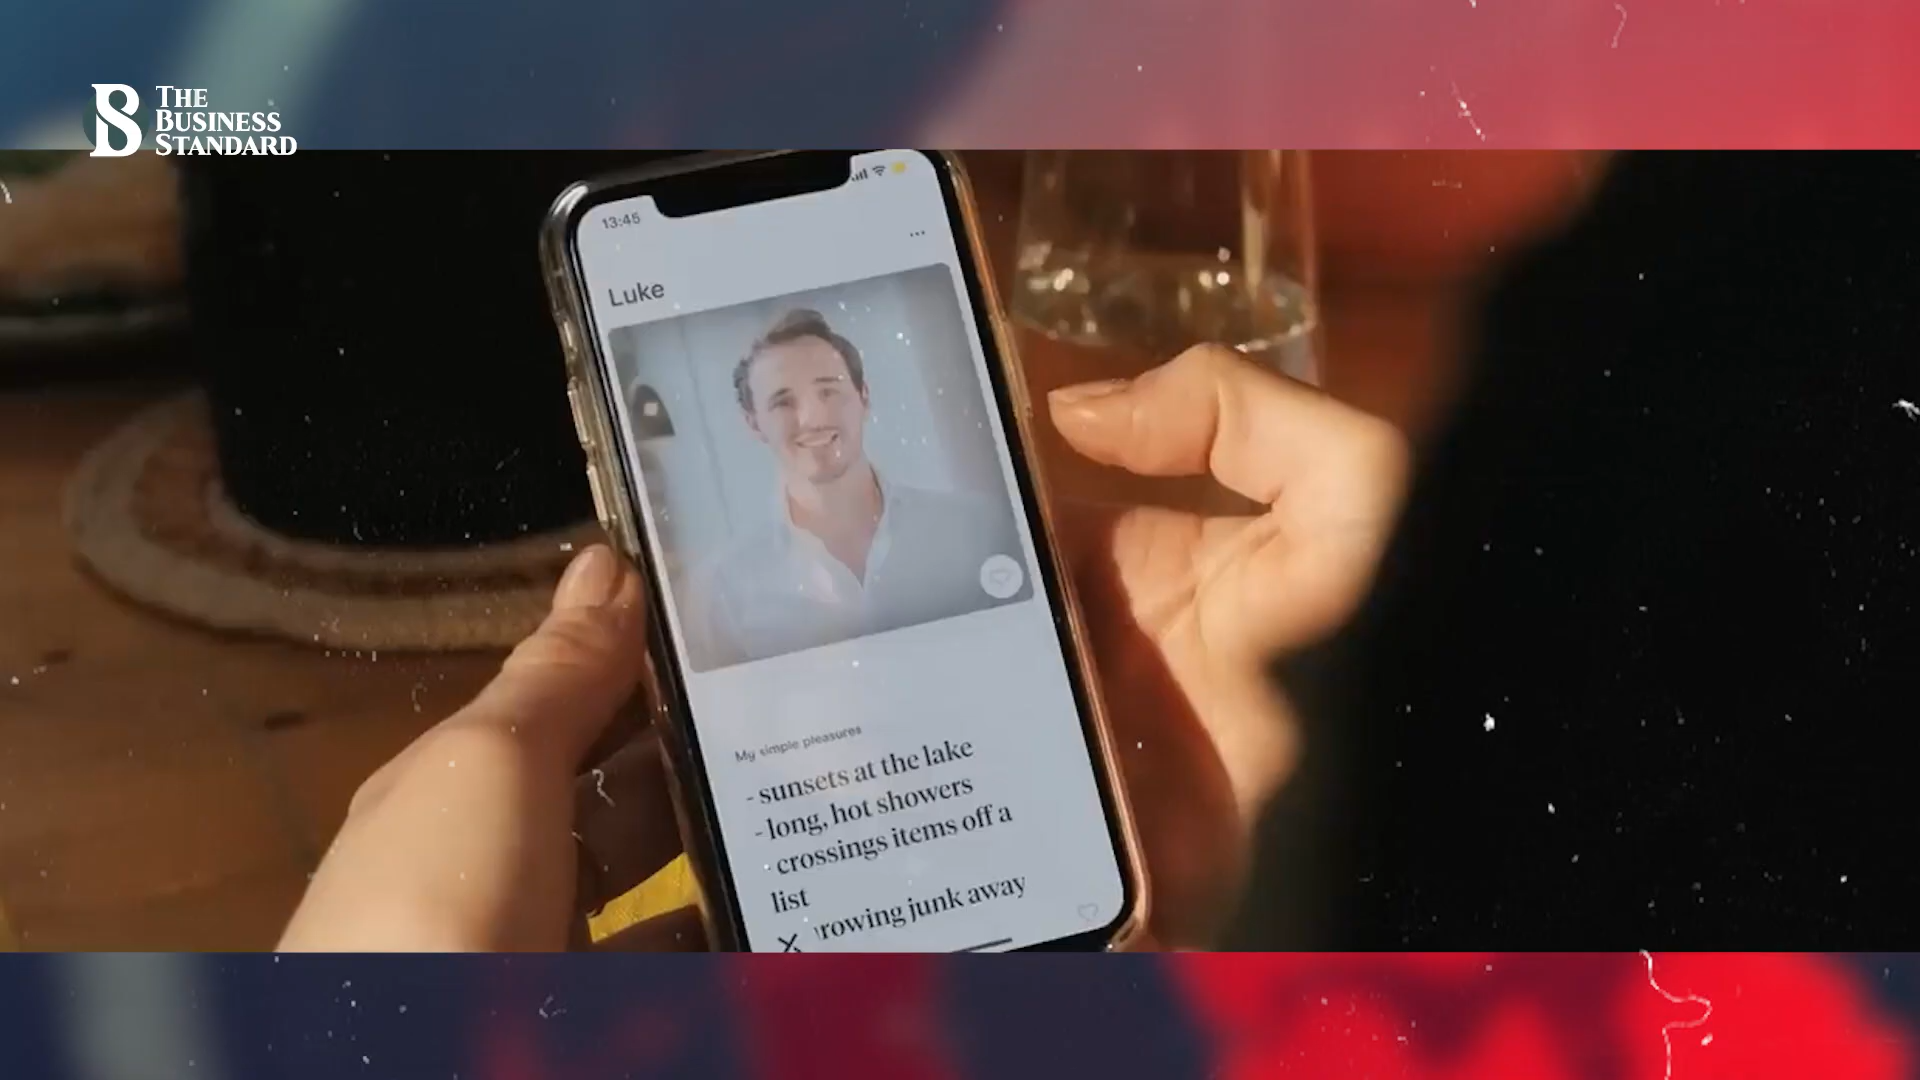 THE
BUSINESS
STANDARD
13:45
Luke
My simple pleasures
- sunsets at the lake
- long, hot showers
- crossings items off a
list
rowing junk away